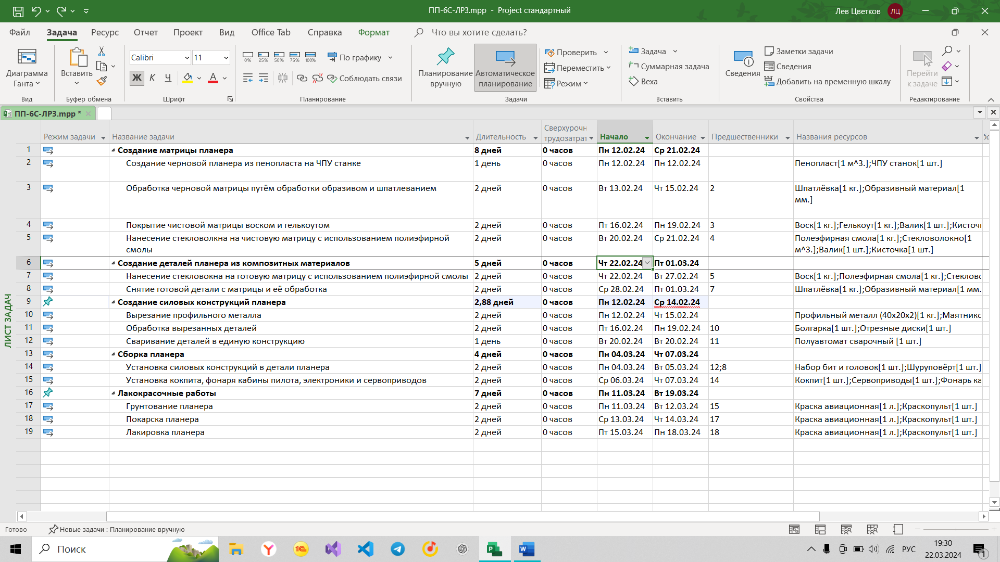 ПП-6С-ЛР3.mpp - Project стандартный
Лев Цветков ЛЦ
Файл Задача Ресурс Отчет Проект Вид Office Tab Справка Формат Что вы хотите сделать?
Диаграмма Ганта
Вид
Вставить
Буфер обмена
Calibri 11
Ж К Ч А
Шрифт
0% 25% 50% 75% 100%
По графику
Соблюдать связи
Планирование
Планирование вручную
Автоматическое планирование
Проверить
Переместить
Режим
Задачи
Задача
Суммарная задача
Веха
Вставить
Сведения
Заметки задачи
Сведения
Добавить на временную шкалу
Свойства
Перейти к задаче
Редактирование
ПП-6С-ЛР3.mpp *
Режим задачи Название задачи Длительность Сверхурочн трудозатрат Начало Окончание Предшественники Названия ресурсов
1 Создание матрицы планера 8 дней 0 часов Пн 12.02.24 Ср 21.02.24
2 Создание черновой планера из пенопласта на ЧПУ станке 1 день 0 часов Пн 12.02.24 Пн 12.02.24 Пенопласт[1 м^3.];ЧПУ станок[1 шт.]
3 Обработка черновой матрицы путём обработки образивом и шпатлеванием 2 дней 0 часов Вт 13.02.24 Чт 15.02.24 2 Шпатлёвка[1 кг.];Образивный материал[1
мм.]
4 Покрытие чистовой матрицы воском и гелькоутом 2 дней 0 часов Пт 16.02.24 Пн 19.02.24 3 Воск[1 кг.];Гелькоут[1 кг.];Валик[1 шт.];Кисточ
5 Нанесение стекловолкна на чистовую матрицу с использованием полиэфирной 2 дней 0 часов Вт 20.02.24 Ср 21.02.24 4 Полеэфирная смола[1 кг.];Стекловолокно[1
смолы м^3.];Валик[1 шт.];Кисточка[1 шт.]
6 Создание деталей планера из композитных материалов 5 дней 0 часов Чт 22.02.24 Пт 01.03.24
7 Нанесение стекловокна на готовую матрицу с использованием полиэфирной смолы 2 дней 0 часов Чт 22.02.24 Вт 27.02.24 5 Воск[1 кг.];Полеэфирная смола[1 кг.];Стеклово
8 Снятие готовой детали с матрицы и её обработка 2 дней 0 часов Ср 28.02.24 Пт 01.03.24 7 Шпатлёвка[1 кг.];Образивный материал[1 мм.
9 Создание силовых конструкций планера 2,88 дней 0 часов Пн 12.02.24 Ср 14.02.24
10 Вырезание профильного металла 2 дней 0 часов Пн 12.02.24 Чт 15.02.24 Профильный металл (40х20х2)[1 кг.];Маятникс
11 Обработка вырезанных деталей 2 дней 0 часов Пт 16.02.24 Пн 19.02.24 10 Болгарка[1 шт.];Отрезные диски[1 шт.]
12 Сваривание деталей в единую конструкцию 1 день 0 часов Вт 20.02.24 Вт 20.02.24 11 Полуавтомат сварочный [1 шт.]
13 Сборка планера 4 дней 0 часов Пн 04.03.24 Чт 07.03.24
14 Установка силовых конструкций в детали планера 2 дней 0 часов Пн 04.03.24 Вт 05.03.24 12;8 Набор бит и головок[1 шт.];Шуруповёрт[1 шт.]
15 Установка кокпита, фонаря кабины пилота, электроники и сервоприводов 2 дней 0 часов Ср 06.03.24 Чт 07.03.24 14 Кокпит[1 шт.];Сервоприводы[1 шт.];Фонарь ка
16 Лакокрасочные работы 7 дней 0 часов Пн 11.03.24 Вт 19.03.24
17 Грунтование планера 2 дней 0 часов Пн 11.03.24 Вт 12.03.24 15 Краска авиационная[1 л.];Краскопульт[1 шт.]
18 Покарска планера 2 дней 0 часов Ср 13.03.24 Чт 14.03.24 17 Краска авиационная[1 л.];Краскопульт[1 шт.]
19 Лакировка планера 2 дней 0 часов Пт 15.03.24 Пн 18.03.24 18 Краска авиационная[1 л.];Краскопульт[1 шт.]
ЛИСТ ЗАДАЧ
Готово Новые задачи : Планирование вручную
Поиск
РУС
19:30
22.03.2024
1